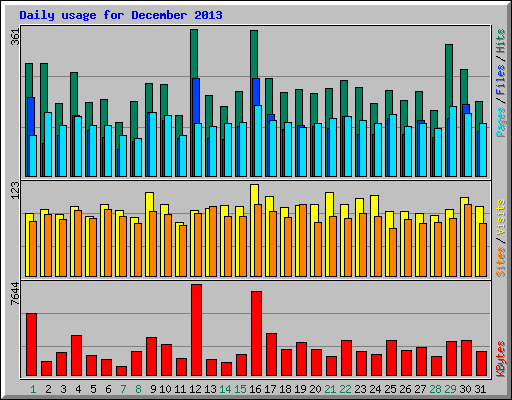 Daily usage for December 2013
361
Pages / Files / Hits
123
Sites / Visits
7644
KBytes
1 2 3 4 5 6 7 8 9 10 11 12 13 14 15 16 17 18 19 20 21 22 23 24 25 26 27 28 29 30 31